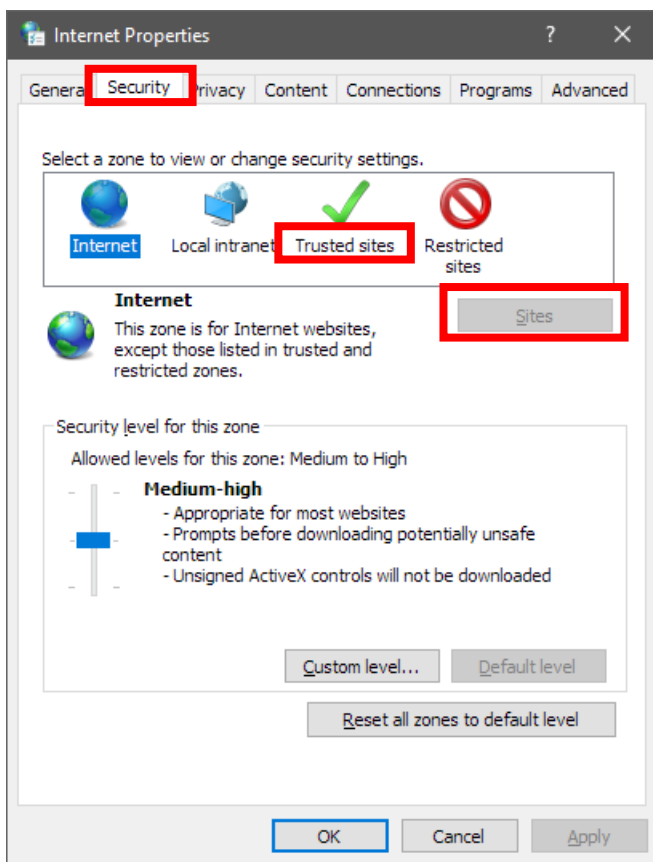 Internet Properties
?
General Security Privacy Content Connections Programs Advanced
Select a zone to view or change security settings.
Internet Local intranet Trusted sites Restricted sites
Internet
Sites
This zone is for Internet websites,
except those listed in trusted and
restricted zones.
Security level for this zone
Allowed levels for this zone: Medium to High
Medium-high
- Appropriate for most websites
- Prompts before downloading potentially unsafe
content
- Unsigned ActiveX controls will not be downloaded
Custom level...
Default level
Reset all zones to default level
OK Cancel Apply